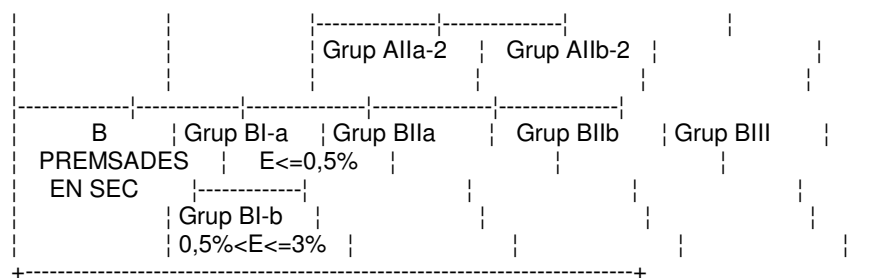 Grup AIIa-2 ¦ Grup AIIb-2 ¦ ¦
B ¦ Grup BI-a ¦ Grup BIIa ¦ Grup BIIb ¦ Grup BIII ¦
PREMSADES ¦ E<=0,5% ¦ ¦ ¦
EN SEC ¦-------------¦ ¦ ¦ ¦
¦ Grup BI-b ¦ ¦ ¦ ¦
¦ 0,5%<E<=3% ¦ ¦ ¦ ¦